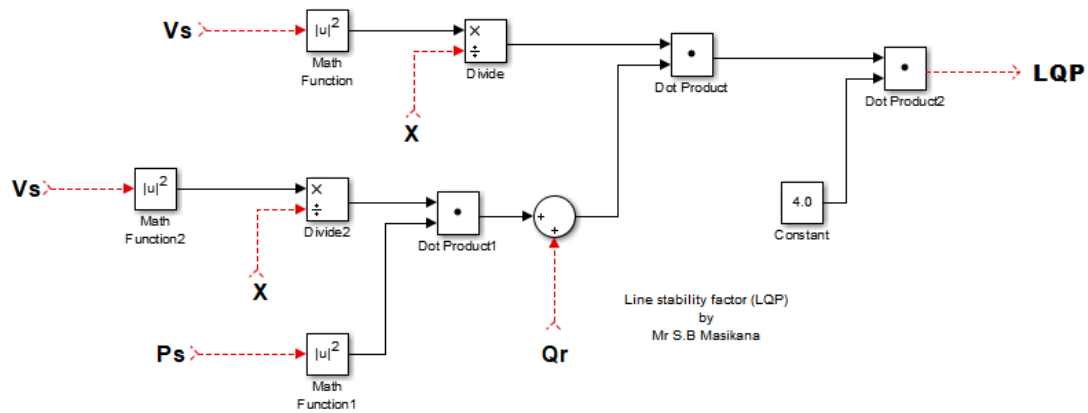 Vs
|u|²
Math
Function
×
÷
Divide
X
Dot Product
Dot Product2
LQP
Vs
|u|²
Math
Function2
×
÷
Divide2
X
Dot Product1
+
+
4.0
Constant
Ps
|u|²
Math
Function1
Qr
Line stability factor (LQP)
by
Mr S.B Masikana